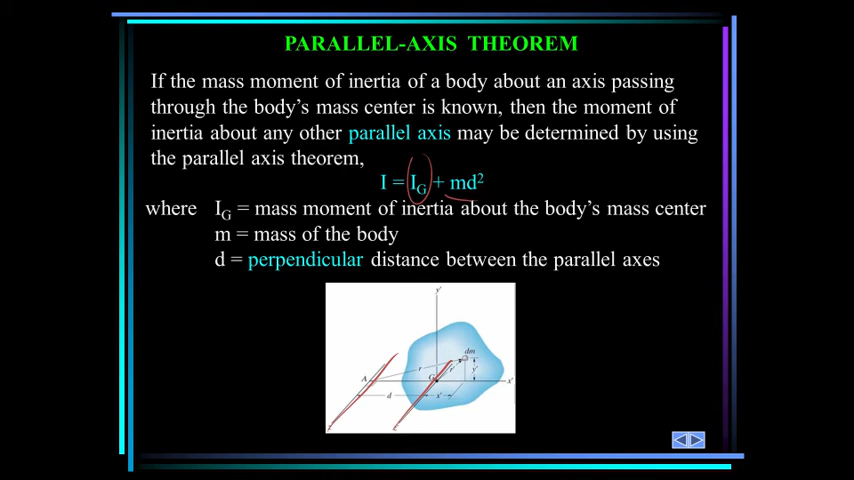 PARALLEL-AXIS THEOREM
If the mass moment of inertia of a body about an axis passing
through the body's mass center is known, then the moment of
inertia about any other parallel axis may be determined by using
the parallel axis theorem,
I = I_G + md²
where I_G = mass moment of inertia about the body's mass center
m = mass of the body
d = perpendicular distance between the parallel axes
y'
dm
A r G r' y' x'
d x'